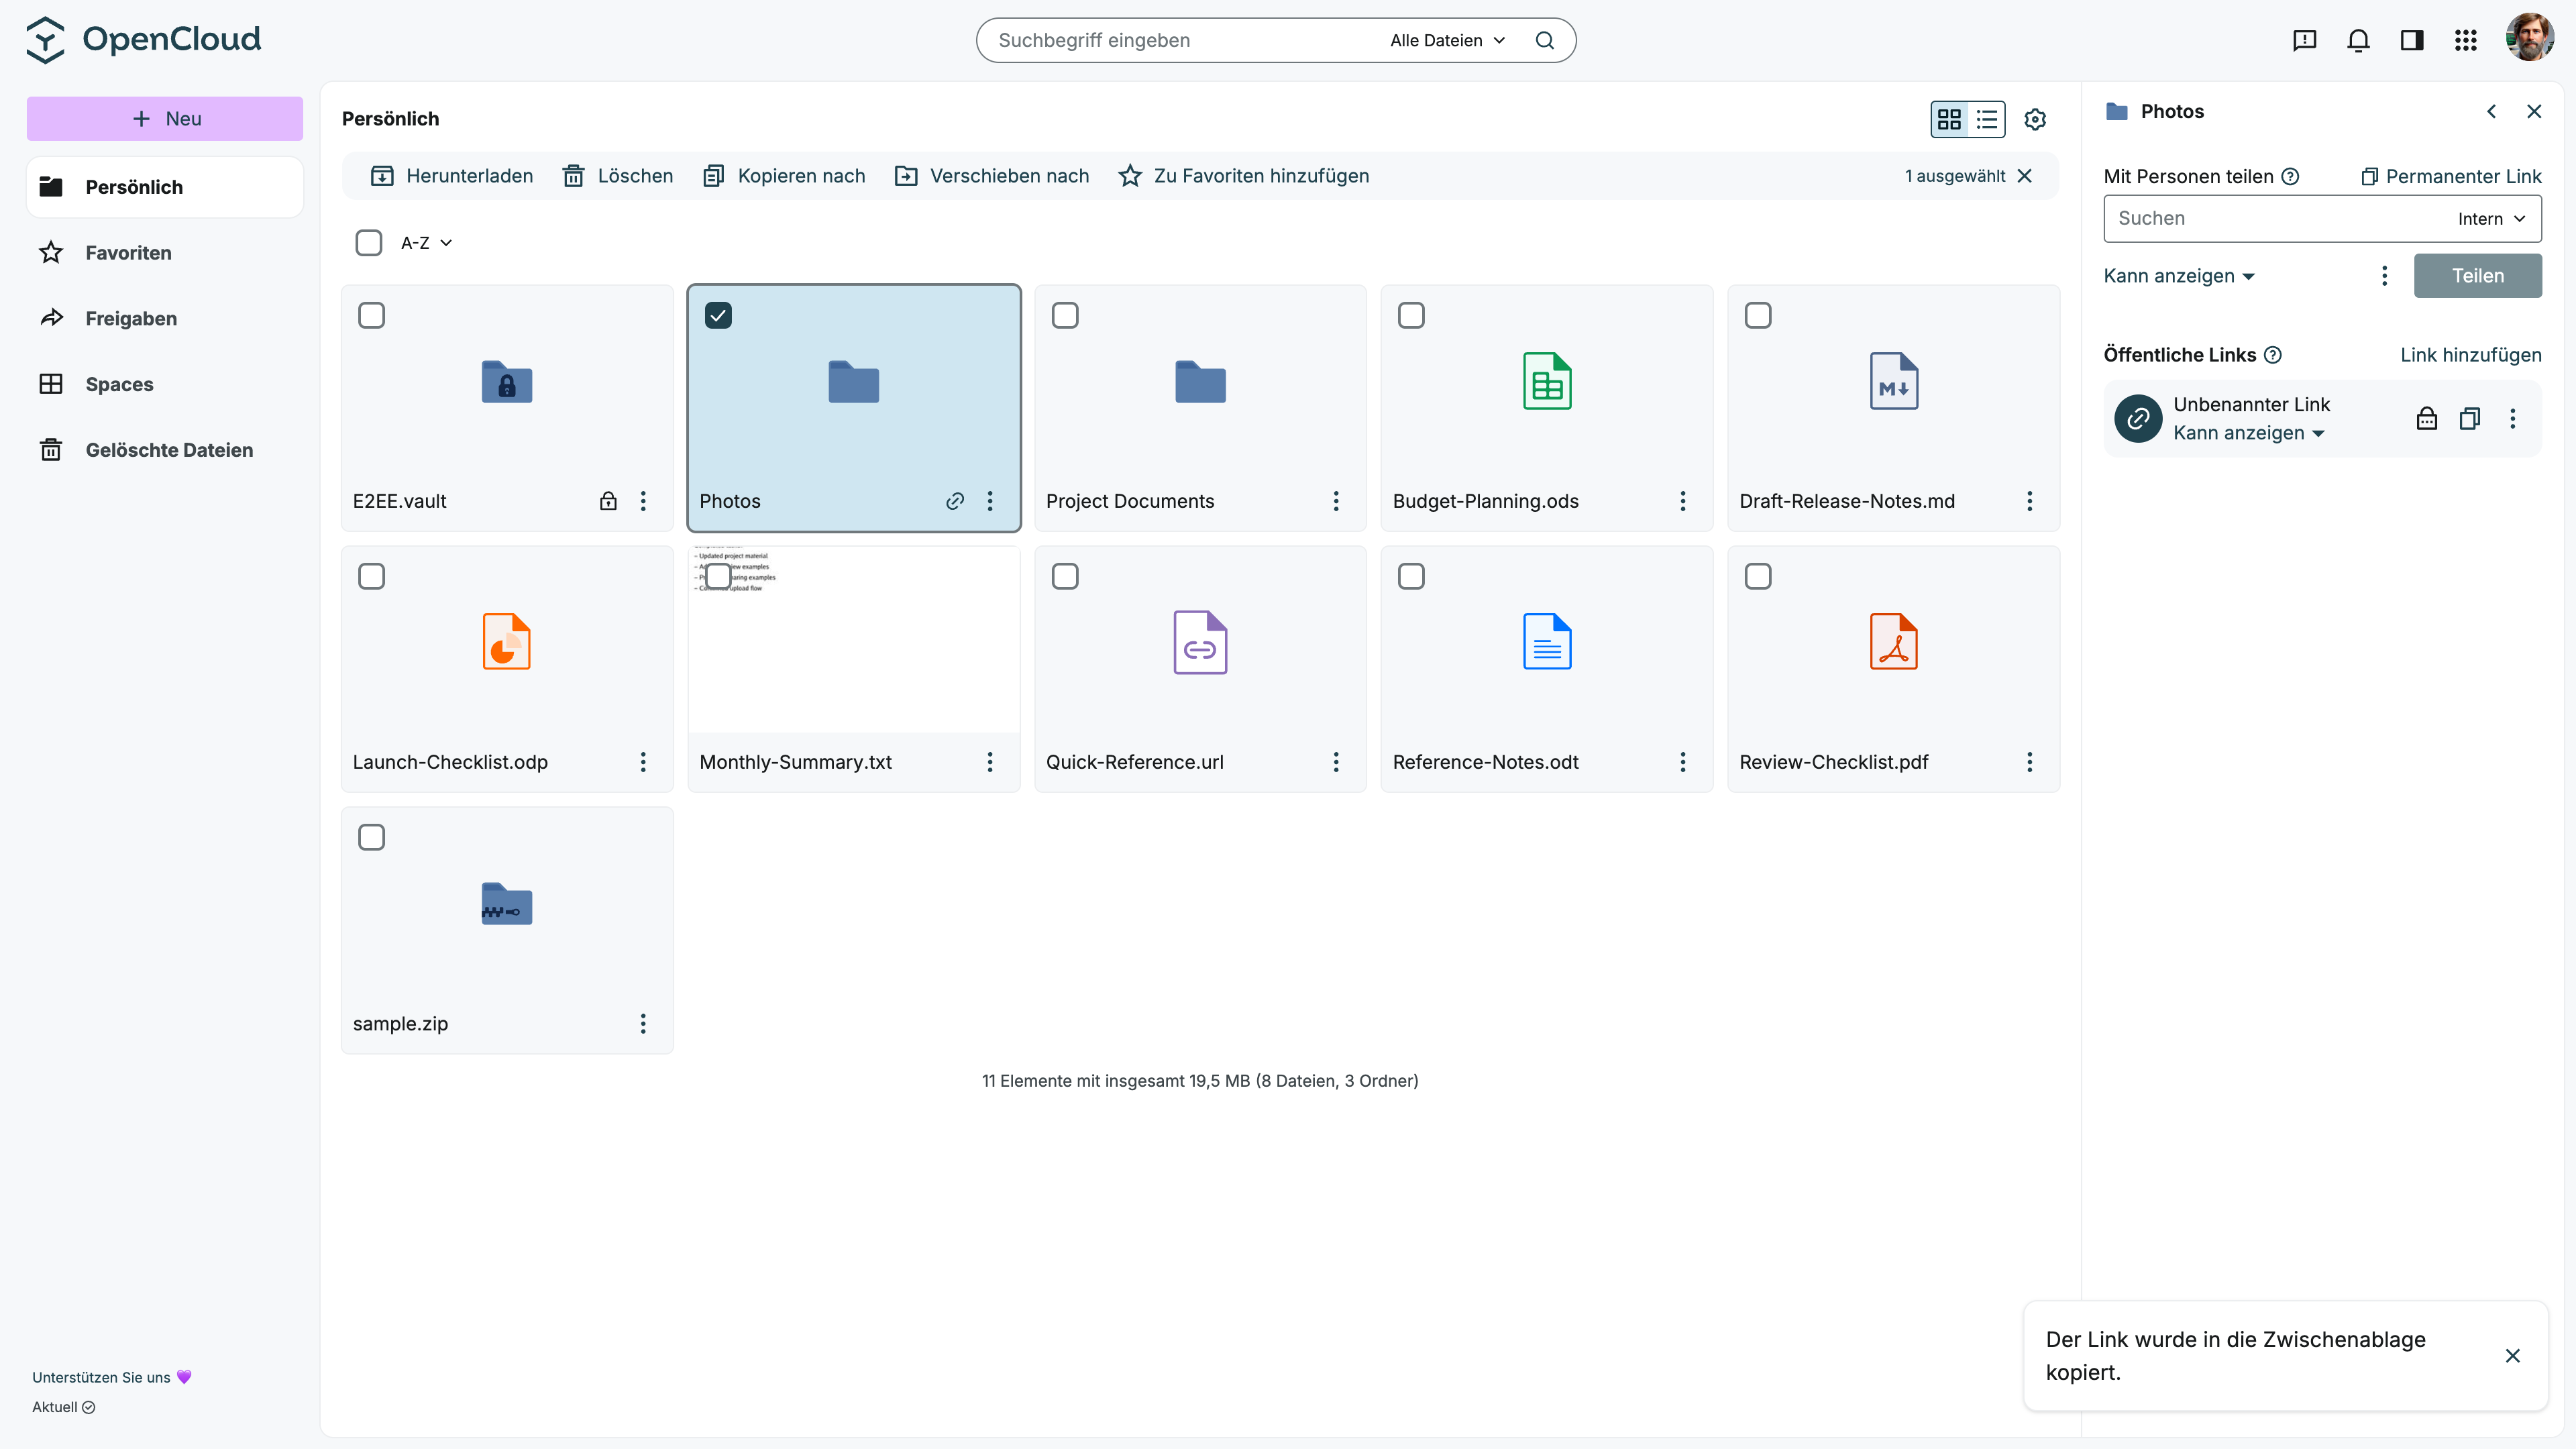 OpenCloud
Suchbegriff eingeben
Alle Dateien
Neu
Persönlich
Favoriten
Freigaben
Spaces
Gelöschte Dateien
Unterstützen Sie uns 💜
Aktuell
Persönlich
Herunterladen
Löschen
Kopieren nach
Verschieben nach
Zu Favoriten hinzufügen
1 ausgewählt
A-Z
E2EE.vault
Photos
Project Documents
Budget-Planning.ods
M
Draft-Release-Notes.md
– Updated project material
examples
examples
upload flow
Launch-Checklist.odp
Monthly-Summary.txt
Quick-Reference.url
Reference-Notes.odt
Review-Checklist.pdf
sample.zip
11 Elemente mit insgesamt 19,5 MB (8 Dateien, 3 Ordner)
Photos
Mit Personen teilen
Permanenter Link
Suchen
Intern
Kann anzeigen
Teilen
Öffentliche Links
Link hinzufügen
Unbenannter Link
Kann anzeigen
Der Link wurde in die Zwischenablage
kopiert.